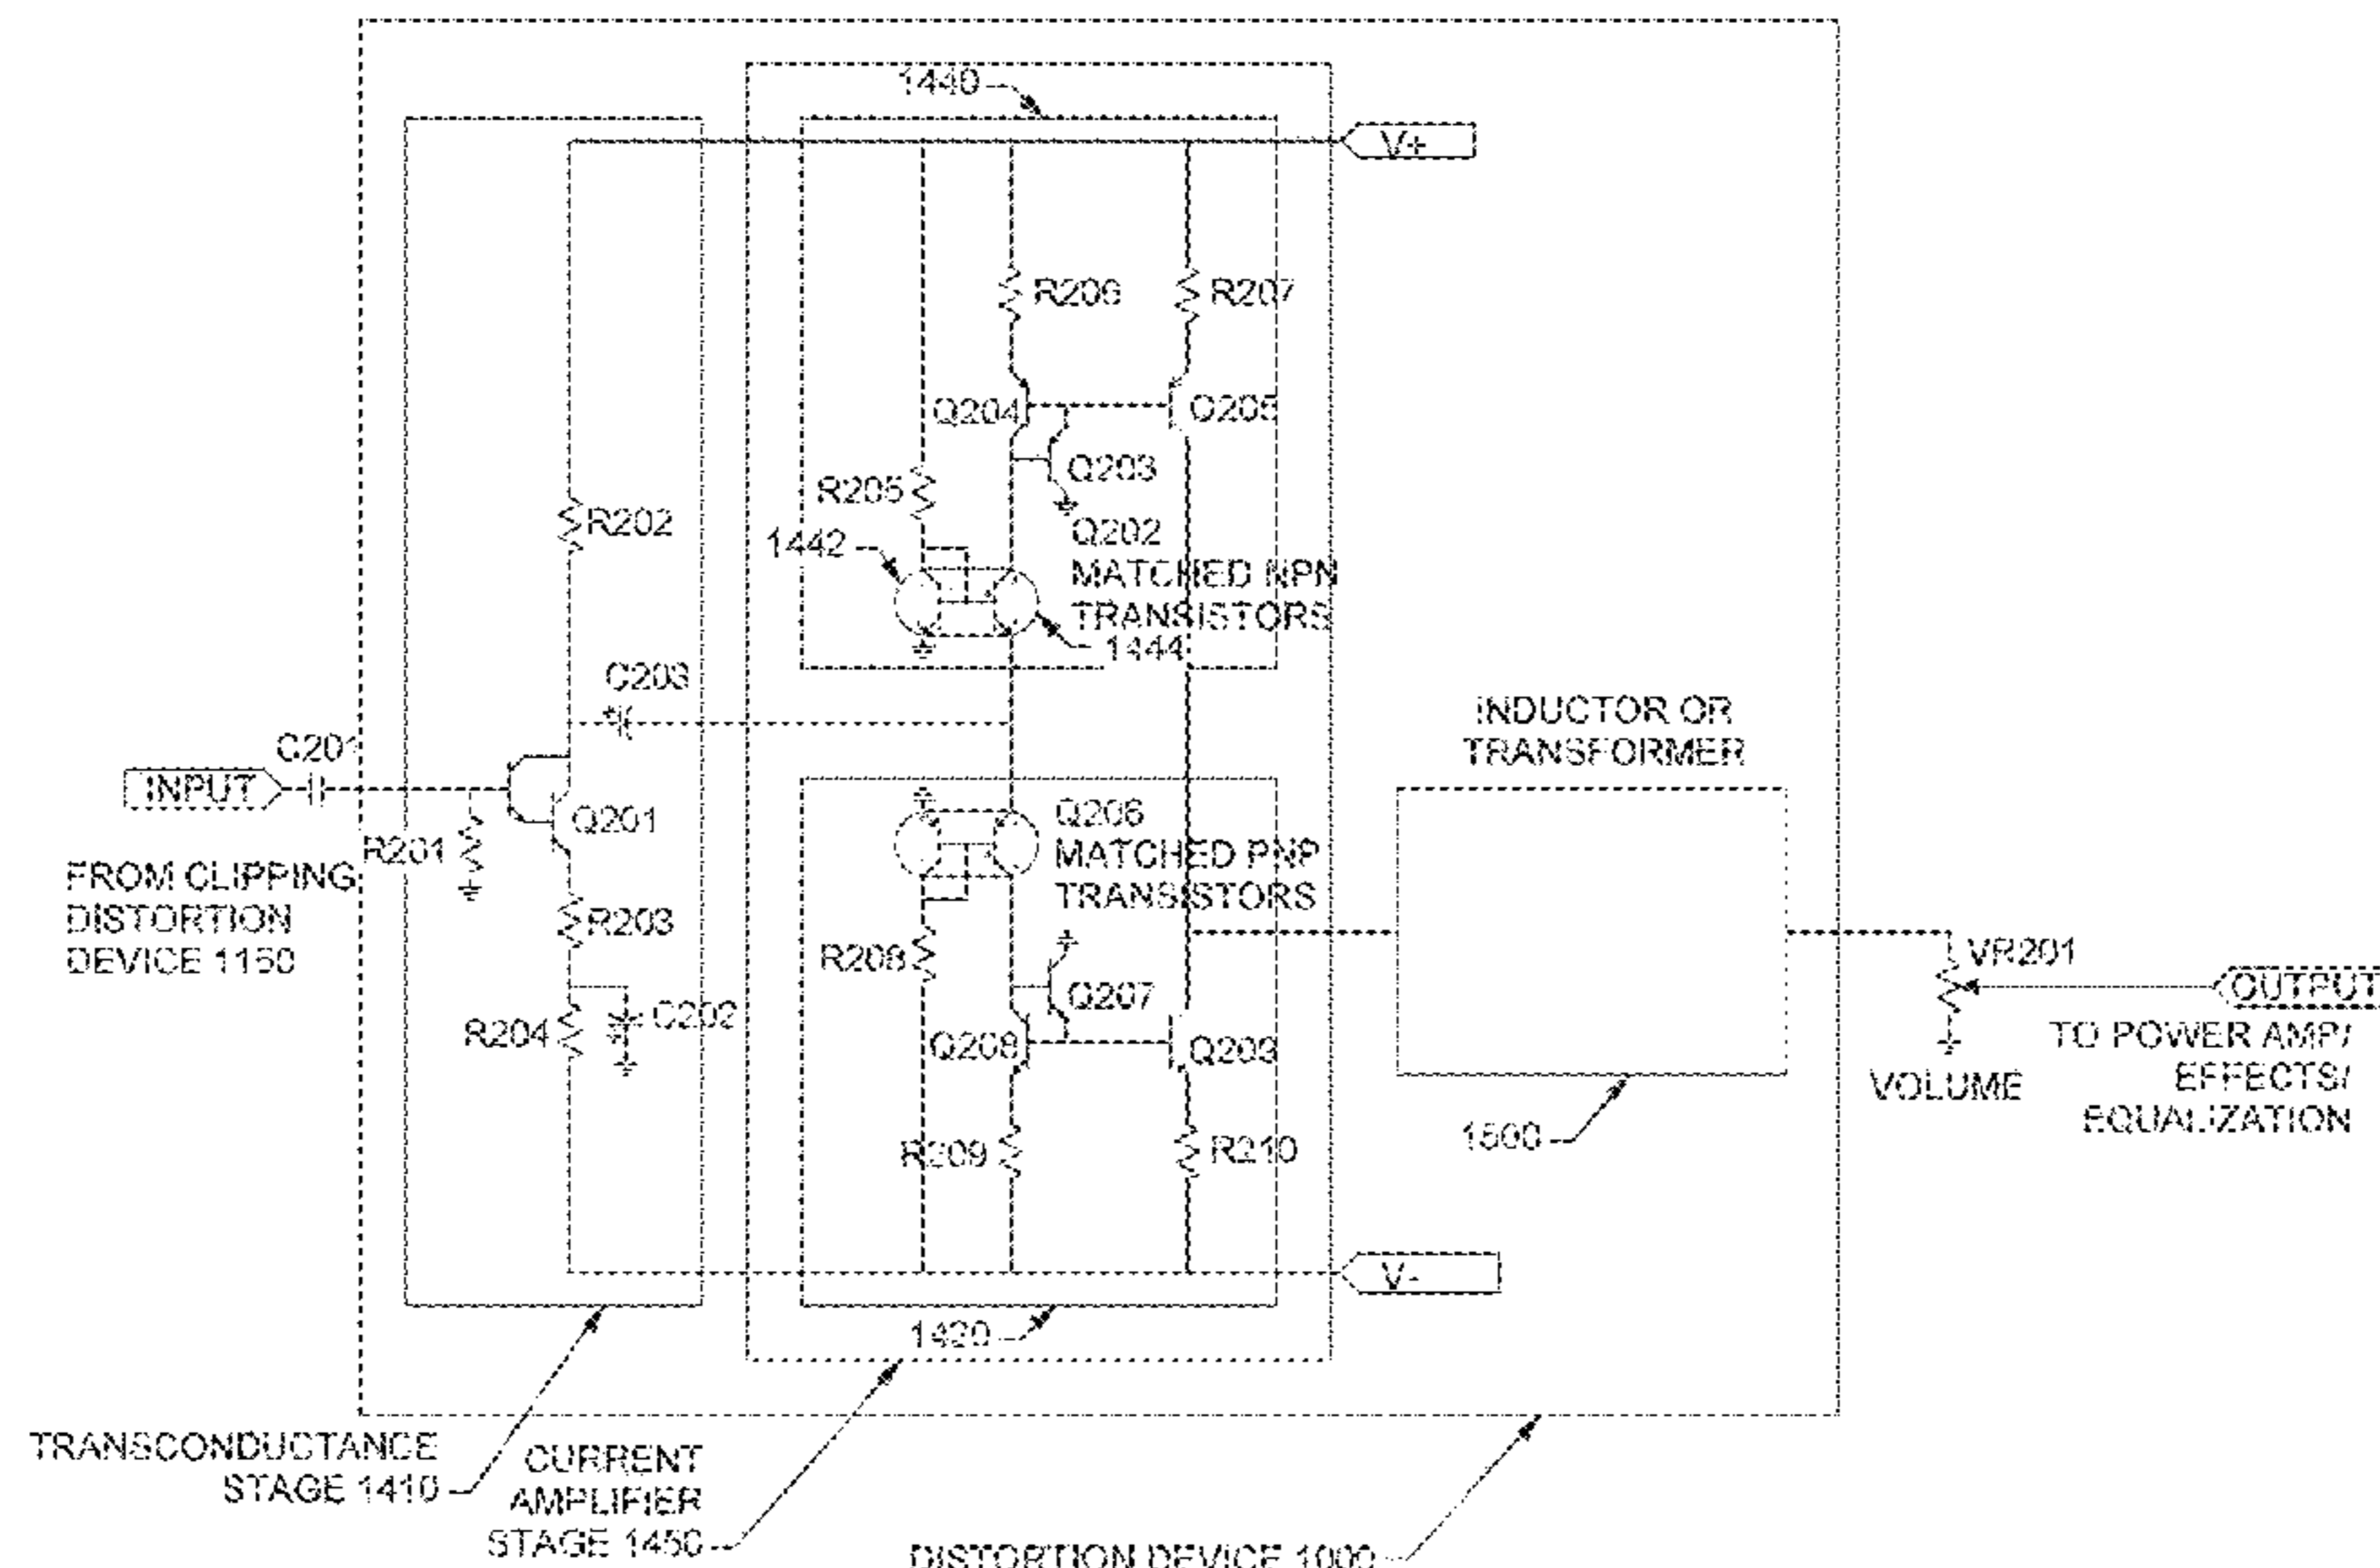 1440
V+
R206
R207
Q204
Q205
Q203
R205
R202
1442
Q202
MATCHED NPN
TRANSISTORS
1444
C203
INDUCTOR OR
TRANSFORMER
C201
INPUT
Q201
R201
Q206
MATCHED PNP
TRANSISTORS
FROM CLIPPING
DISTORTION
DEVICE 1150
R203
R208
VR201
Q207
C202
R204
OUTPUT
Q208
Q209
TO POWER AMP/
EFFECTS/
EQUALIZATION
VOLUME
R209
R210
1500
V-
1420
TRANSCONDUCTANCE
STAGE 1410
CURRENT
AMPLIFIER
STAGE 1450
DISTORTION DEVICE 1000